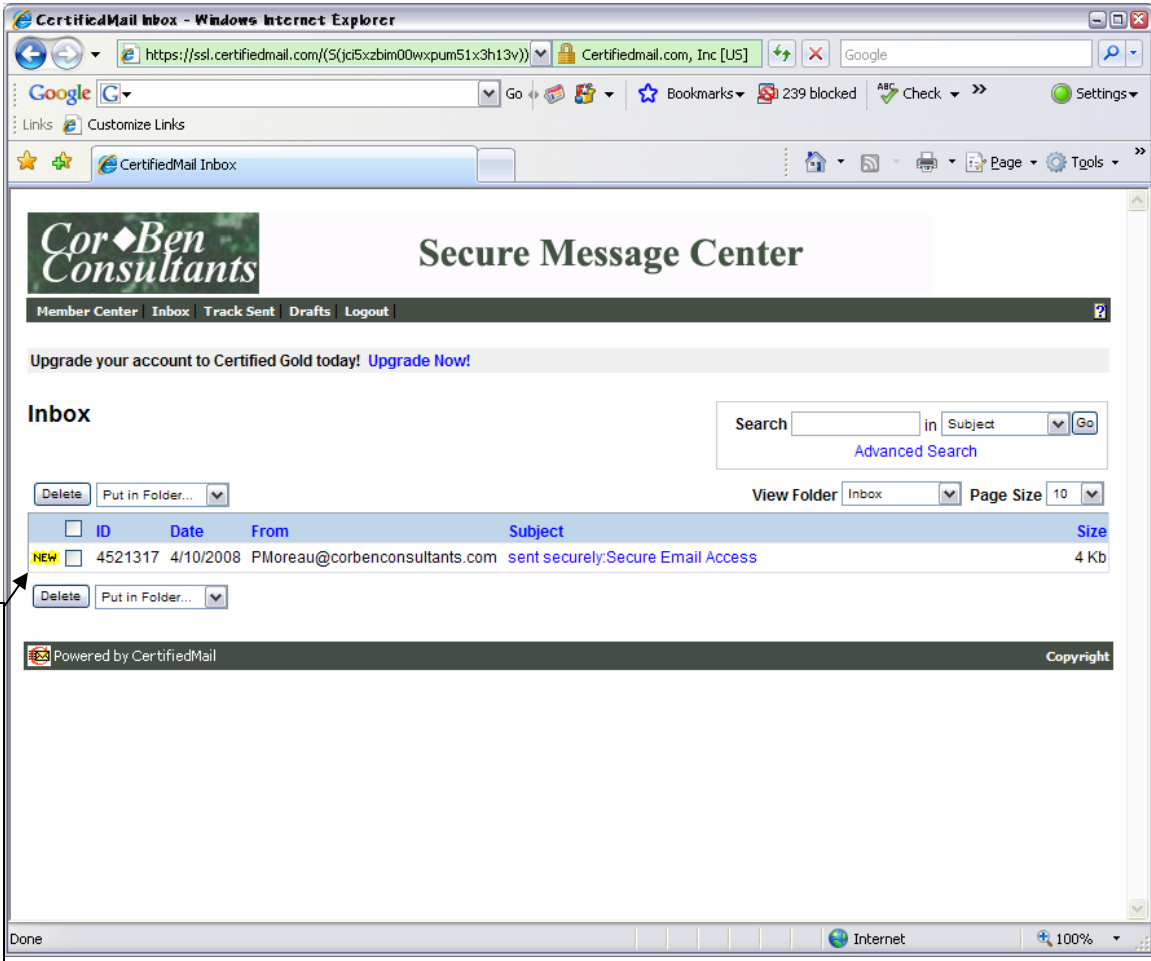 CertifiedMail Inbox - Windows Internet Explorer
https://ssl.certifiedmail.com/(S(jci5xzbim00wxpum51x3h13v)) Certifiedmail.com, Inc [US] Google
Google G Go Bookmarks 239 blocked ABC Check >> Settings
Links Customize Links
CertifiedMail Inbox Page Tools >>
Cor◆Ben
Consultants
Secure Message Center
Member Center Inbox Track Sent Drafts Logout ?
Upgrade your account to Certified Gold today! Upgrade Now!
Inbox
Search in Subject Go
Advanced Search
Delete Put in Folder... View Folder Inbox Page Size 10
ID Date From Subject Size
NEW 4521317 4/10/2008 PMoreau@corbenconsultants.com sent securely:Secure Email Access 4 Kb
Delete Put in Folder...
Powered by CertifiedMail Copyright
Done Internet 100%